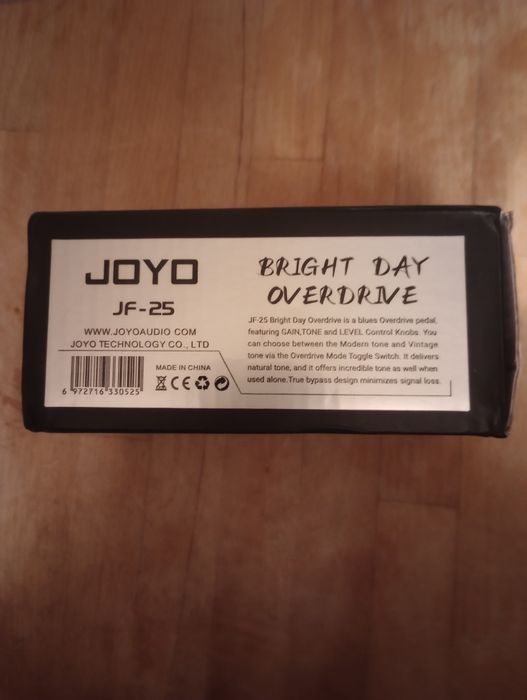 JOYO
JF-25
WWW.JOYOAUDIO COM
JOYO TECHNOLOGY CO., LTD
6 972716 330525
MADE IN CHINA
CE
BRIGHT DAY
OVERDRIVE
JF-25 Bright Day Overdrive is a blues Overdrive pedal,
featuring GAIN,TONE and LEVEL Control Knobs. You
can choose between the Modern tone and Vintage
tone via the Overdrive Mode Toggle Switch. It delivers
natural tone, and it offers incredible tone as well when
used alone.True bypass design minimizes signal loss.